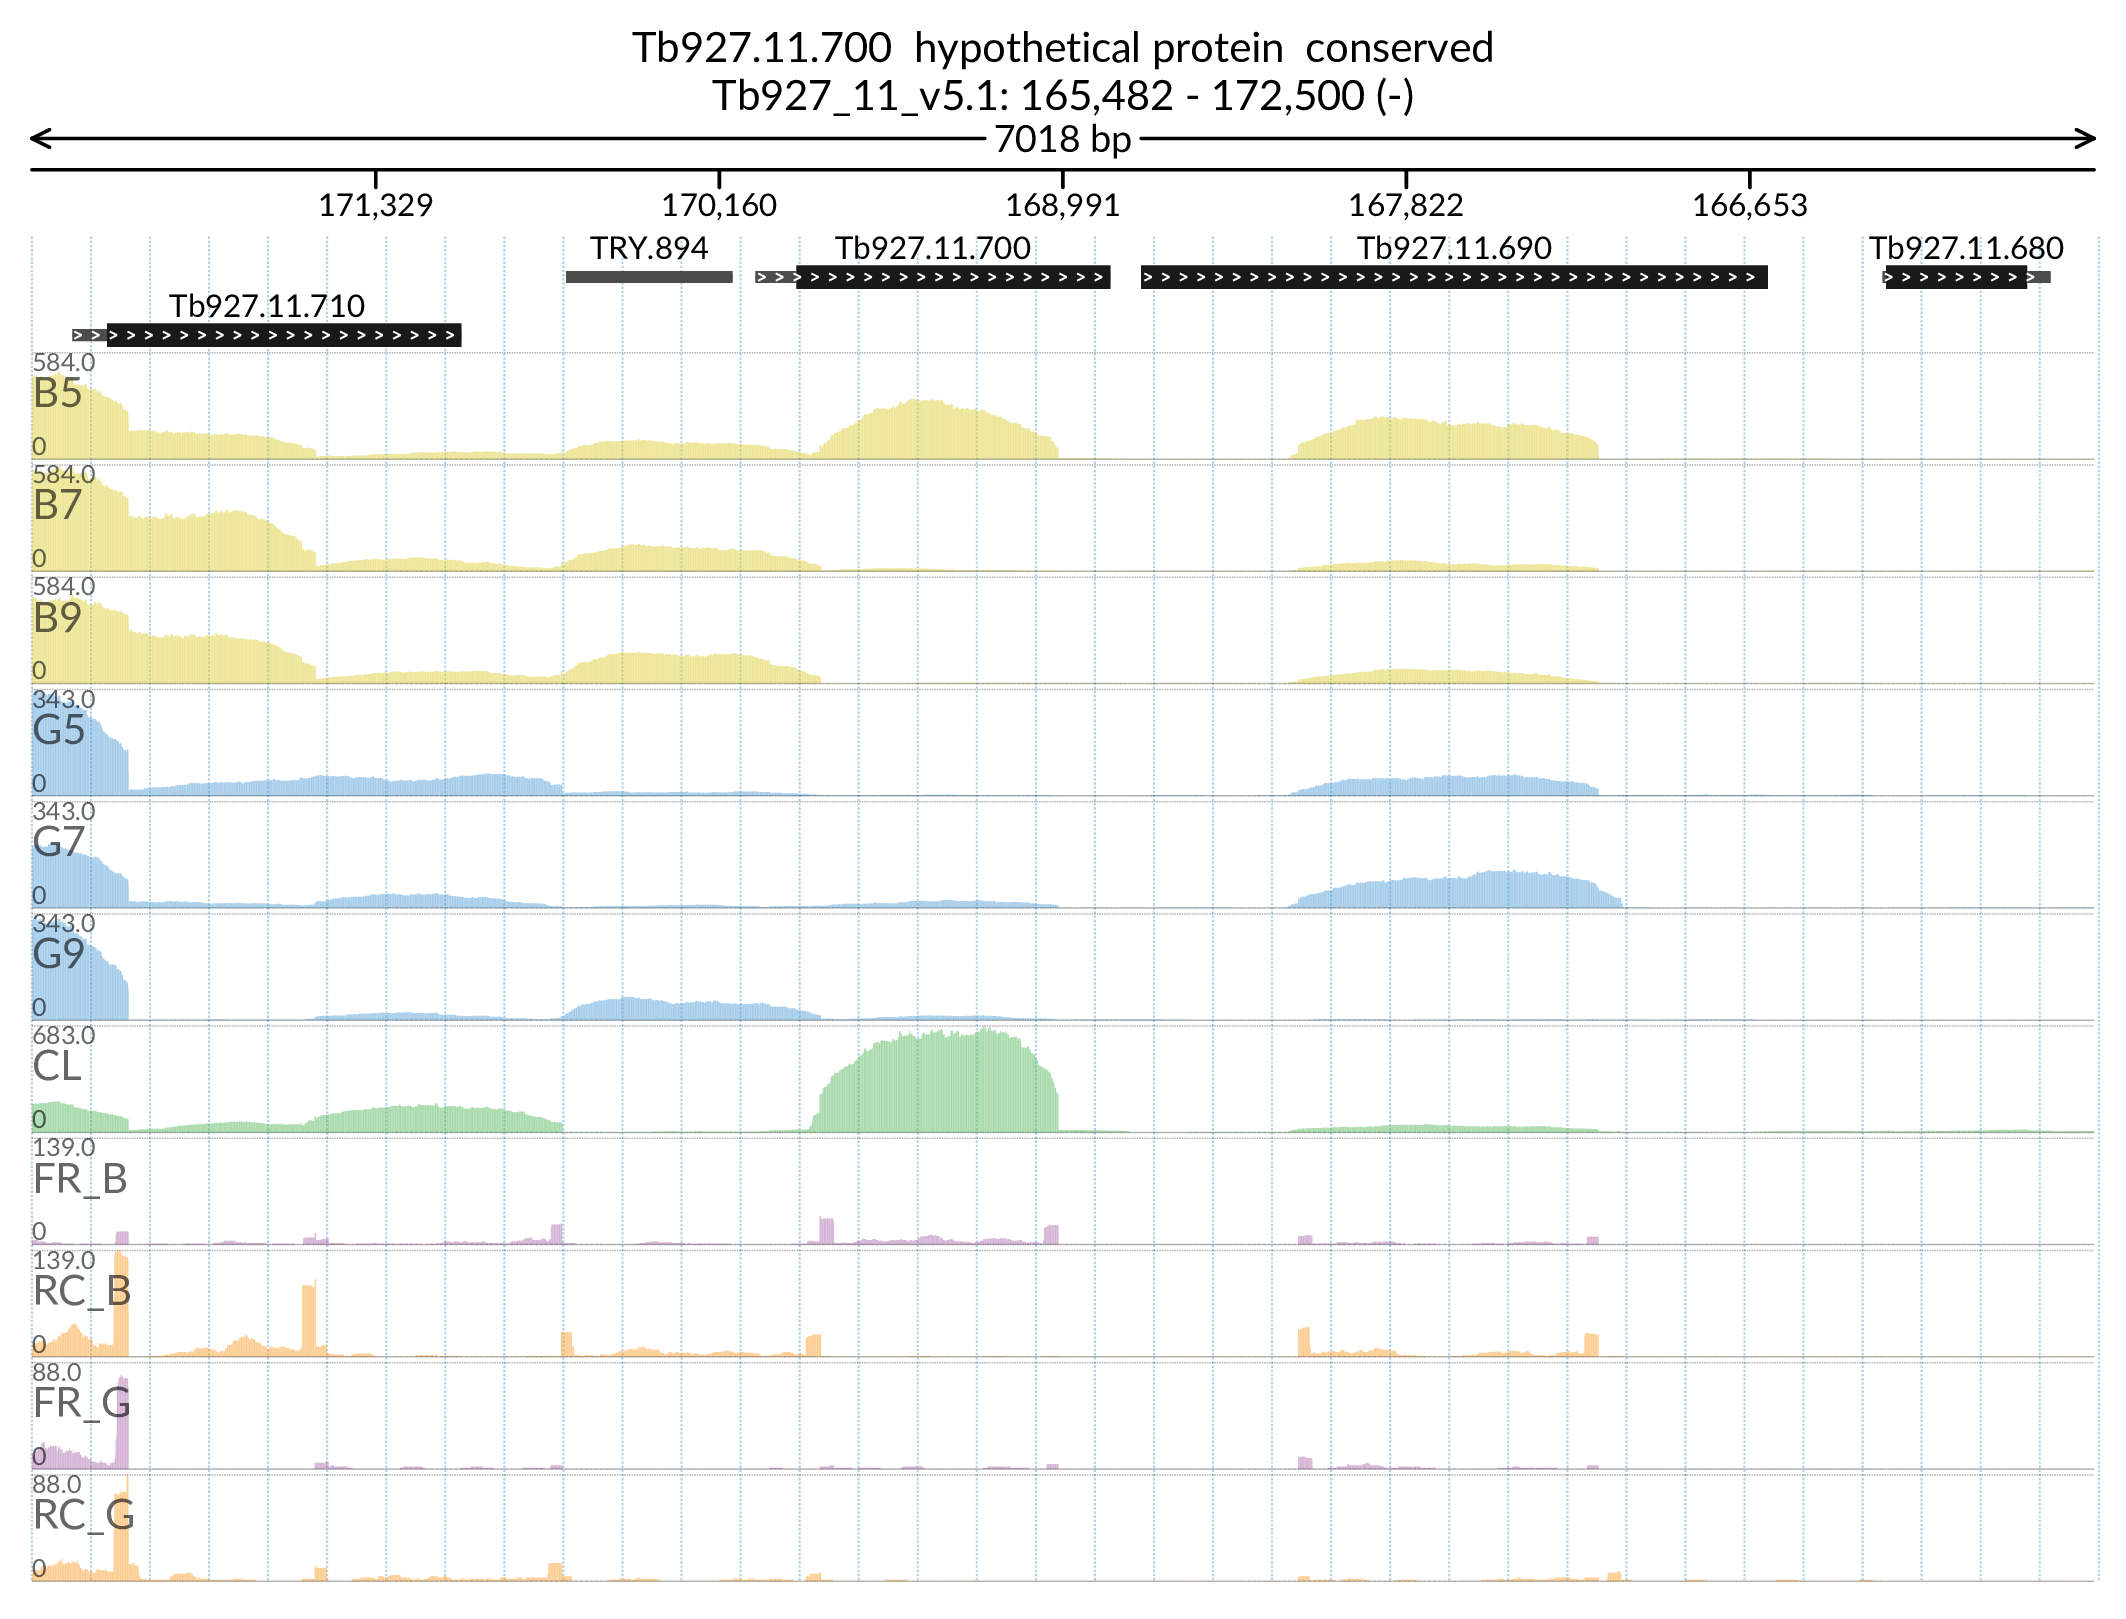 Tb927.11.700  hypothetical protein  conserved
Tb927_11_v5.1: 165,482 - 172,500 (-)
7018 bp
171,329 170,160 168,991 167,822 166,653
TRY.894 Tb927.11.700 Tb927.11.690 Tb927.11.680
Tb927.11.710
584.0
B5
0
584.0
B7
0
584.0
B9
0
343.0
G5
0
343.0
G7
0
343.0
G9
0
683.0
CL
0
139.0
FR_B
0
139.0
RC_B
0
88.0
FR_G
0
88.0
RC_G
0